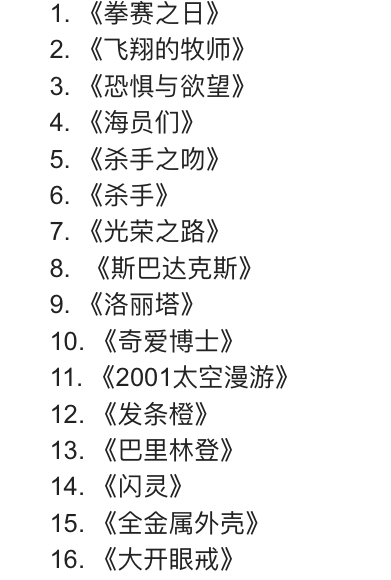 1. 《拳赛之日》
2. 《飞翔的牧师》
3. 《恐惧与欲望》
4. 《海员们》
5. 《杀手之吻》
6. 《杀手》
7. 《光荣之路》
8. 《斯巴达克斯》
9. 《洛丽塔》
10. 《奇爱博士》
11. 《2001太空漫游》
12. 《发条橙》
13. 《巴里林登》
14. 《闪灵》
15. 《全金属外壳》
16. 《大开眼戒》